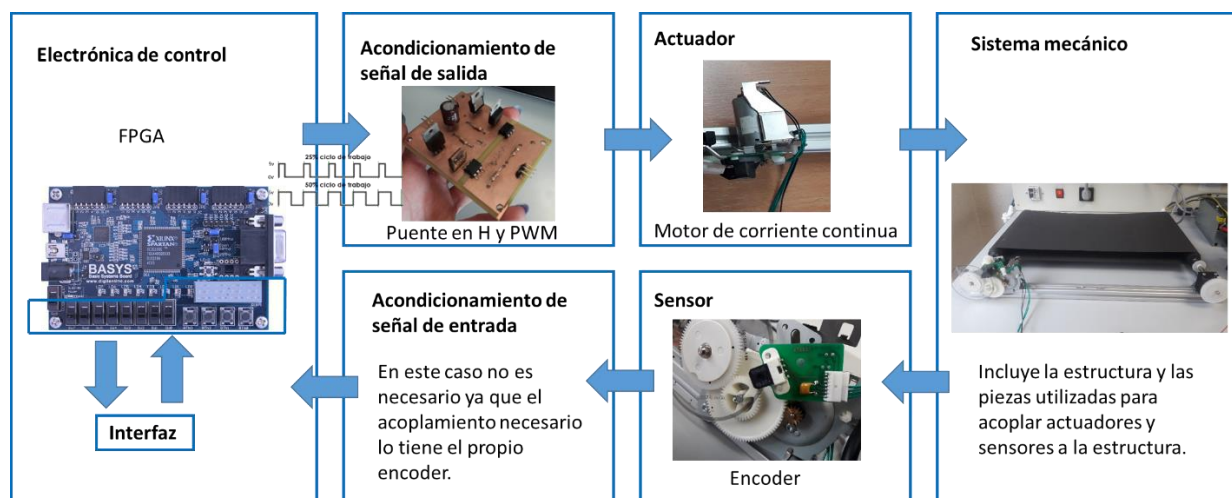 Electrónica de control
FPGA
XILINX
SPARTAN
BASYS
Interfaz
Acondicionamiento de
señal de salida
25% ciclo de trabajo
50% ciclo de trabajo
Puente en H y PWM
Actuador
Motor de corriente continua
Sistema mecánico
Incluye la estructura y las
piezas utilizadas para
acoplar actuadores y
sensores a la estructura.
Sensor
Encoder
Acondicionamiento de
señal de entrada
En este caso no es
necesario ya que el
acoplamiento necesario
lo tiene el propio
encoder.